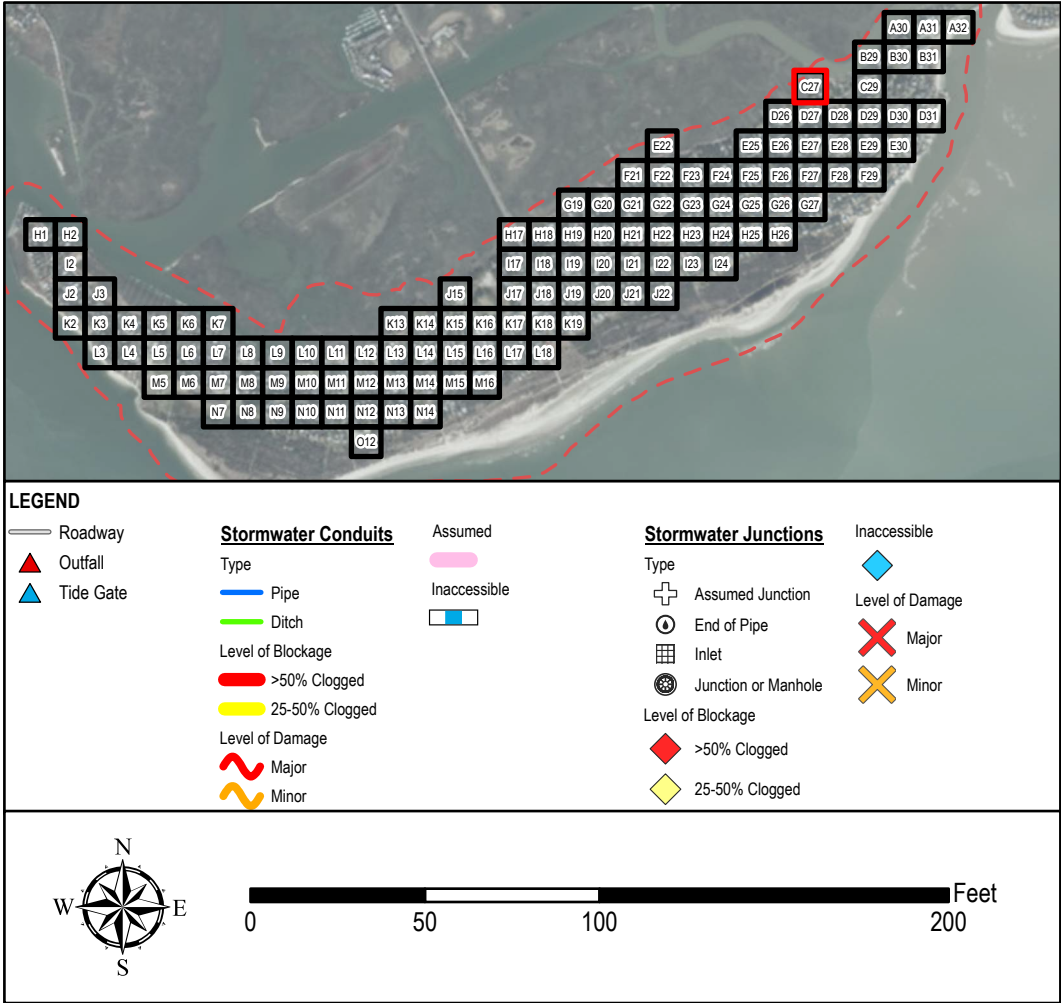 A30 A31 A32
B29 B30 B31
C27 C29
D26 D27 D28 D29 D30 D31
E22 E25 E26 E27 E28 E29 E30
F21 F22 F23 F24 F25 F26 F27 F28 F29
G19 G20 G21 G22 G23 G24 G25 G26 G27
H1 H2 H17 H18 H19 H20 H21 H22 H23 H24 H25 H26
I2 I17 I18 I19 I20 I21 I22 I23 I24
J2 J3 J15 J17 J18 J19 J20 J21 J22
K2 K3 K4 K5 K6 K7 K13 K14 K15 K16 K17 K18 K19
L3 L4 L5 L6 L7 L8 L9 L10 L11 L12 L13 L14 L15 L16 L17 L18
M5 M6 M7 M8 M9 M10 M11 M12 M13 M14 M15 M16
N7 N8 N9 N10 N11 N12 N13 N14
O12
LEGEND
Roadway
Outfall
Tide Gate
Stormwater Conduits
Type
Pipe
Ditch
Level of Blockage
>50% Clogged
25-50% Clogged
Level of Damage
Major
Minor
Assumed
Inaccessible
Stormwater Junctions
Type
Assumed Junction
End of Pipe
Inlet
Junction or Manhole
Level of Blockage
>50% Clogged
25-50% Clogged
Inaccessible
Level of Damage
Major
Minor
N
W E
S
Feet
0 50 100 200